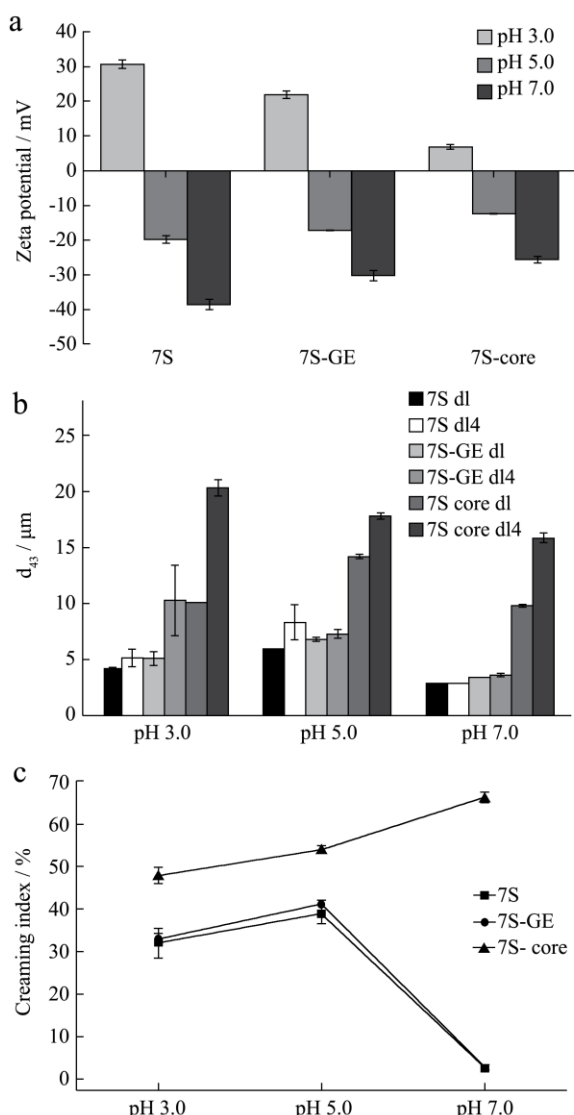 a
Zeta potential / mV
50
40
30
20
10
0
-10
-20
-30
-40
-50
pH 3.0
pH 5.0
pH 7.0
7S
7S-GE
7S-core
b
d43 / μm
25
20
15
10
5
0
7S dl
7S dl4
7S-GE dl
7S-GE dl4
7S core dl
7S core dl4
pH 3.0
pH 5.0
pH 7.0
c
Creaming index / %
70
60
50
40
30
20
10
0
7S
7S-GE
7S- core
pH 3.0
pH 5.0
pH 7.0